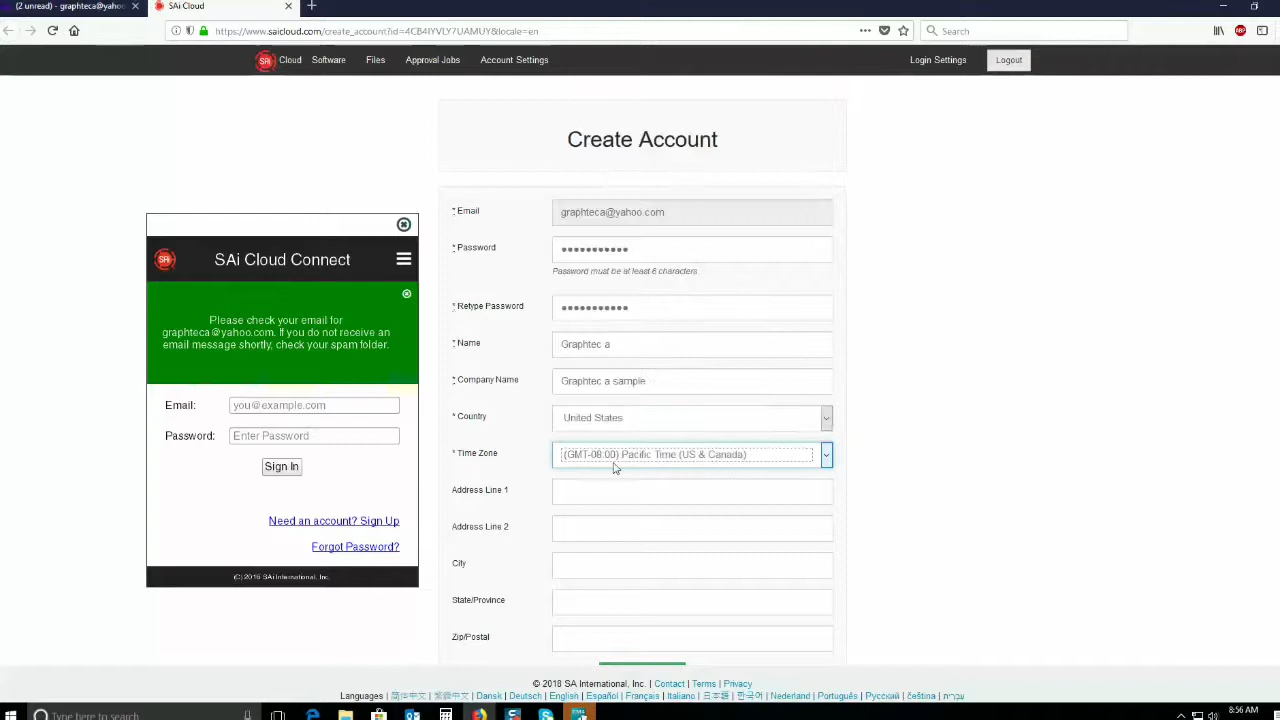 (2 unread) - graphteca@yahoo.com
SAi Cloud
https://www.saicloud.com/create_account?id=4CB4IYVLY7UAMUY&locale=en
Search
SAi Cloud Software Files Approval Jobs Account Settings Login Settings Logout
Create Account
* Email graphteca@yahoo.com
* Password •••••••••••
Password must be at least 6 characters
* Retype Password •••••••••••
* Name Graphtec a
* Company Name Graphtec a sample
* Country United States
* Time Zone (GMT-08:00) Pacific Time (US & Canada)
Address Line 1
Address Line 2
City
State/Province
Zip/Postal
SAi SAi Cloud Connect
Please check your email for
graphteca@yahoo.com. If you do not receive an
email message shortly, check your spam folder.
Email: you@example.com
Password: Enter Password
Sign In
Need an account? Sign Up
Forgot Password?
(C) 2016 SAi International, Inc.
© 2018 SA International, Inc. | Contact | Terms | Privacy
Languages | 简体中文 | 繁體中文 | Dansk | Deutsch | English | Español | Français | Italiano | 日本語 | 한국어 | Nederland | Português | Русский | čeština | עברית
Type here to search
8:56 AM